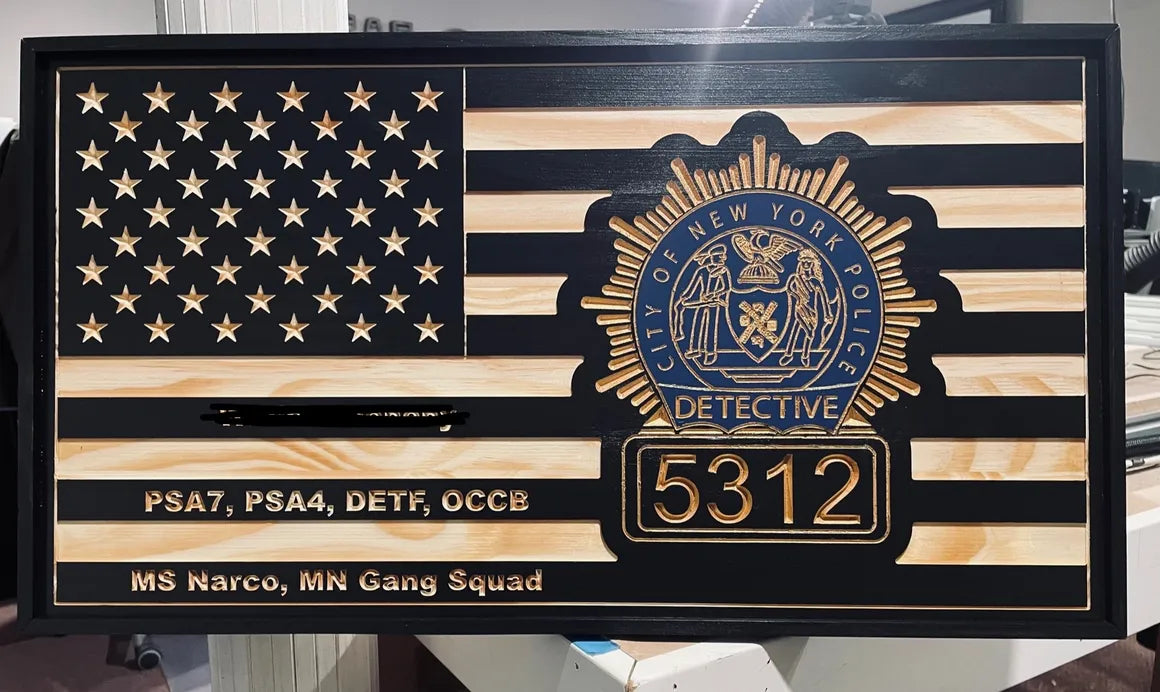 CITY OF NEW YORK POLICE
DETECTIVE
5312
PSA7, PSA4, DETF, OCCB
MS Narco, MN Gang Squad